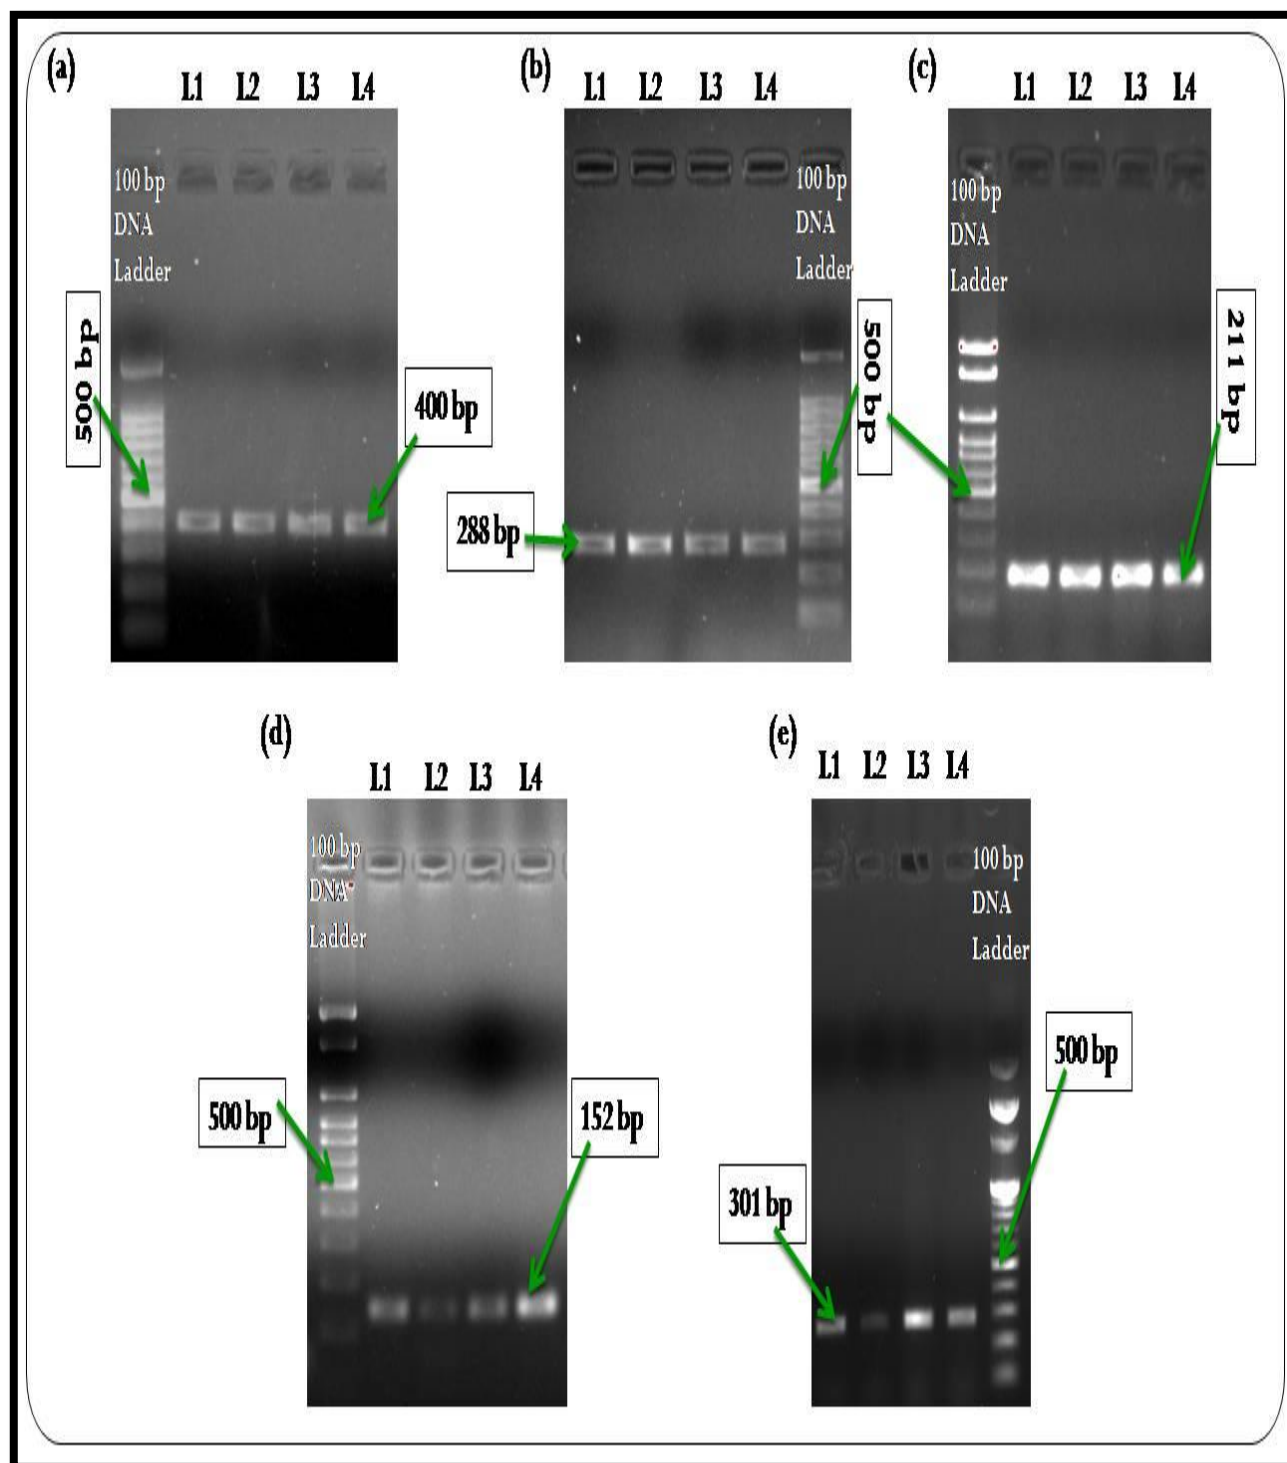 (a)
L1 L2 L3 L4
100 bp
DNA
Ladder
500 bp
400 bp
(b)
L1 L2 L3 L4
100 bp
DNA
Ladder
500 bp
288 bp
(c)
L1 L2 L3 L4
100 bp
DNA
Ladder
211 bp
(d)
L1 L2 L3 L4
100 bp
DNA
Ladder
500 bp
152 bp
(e)
L1 L2 L3 L4
100 bp
DNA
Ladder
500 bp
301 bp